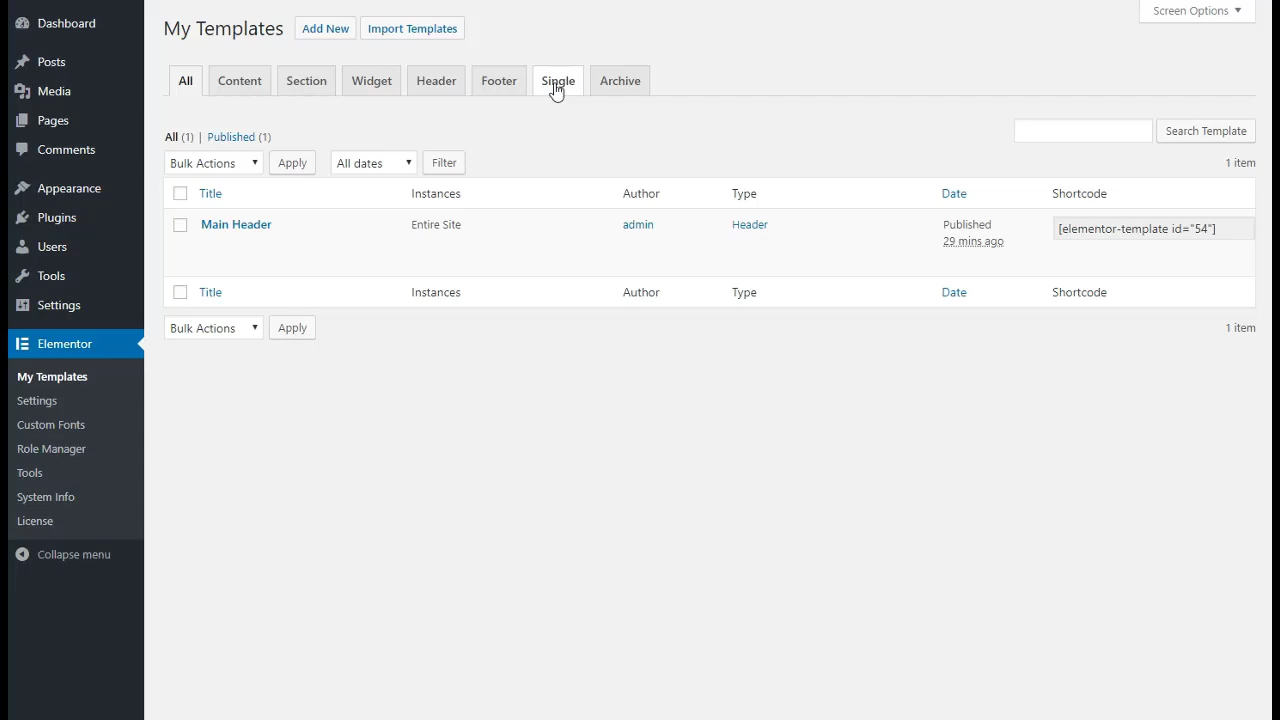 Dashboard
Posts
Media
Pages
Comments
Appearance
Plugins
Users
Tools
Settings
Elementor
My Templates
Settings
Custom Fonts
Role Manager
Tools
System Info
License
Collapse menu
Screen Options
My Templates Add New Import Templates
All Content Section Widget Header Footer Single Archive
All (1) | Published (1)
Search Template
Bulk Actions Apply All dates Filter 1 item
Title Instances Author Type Date Shortcode
Main Header Entire Site admin Header Published [elementor-template id="54"]
29 mins ago
Title Instances Author Type Date Shortcode
Bulk Actions Apply 1 item